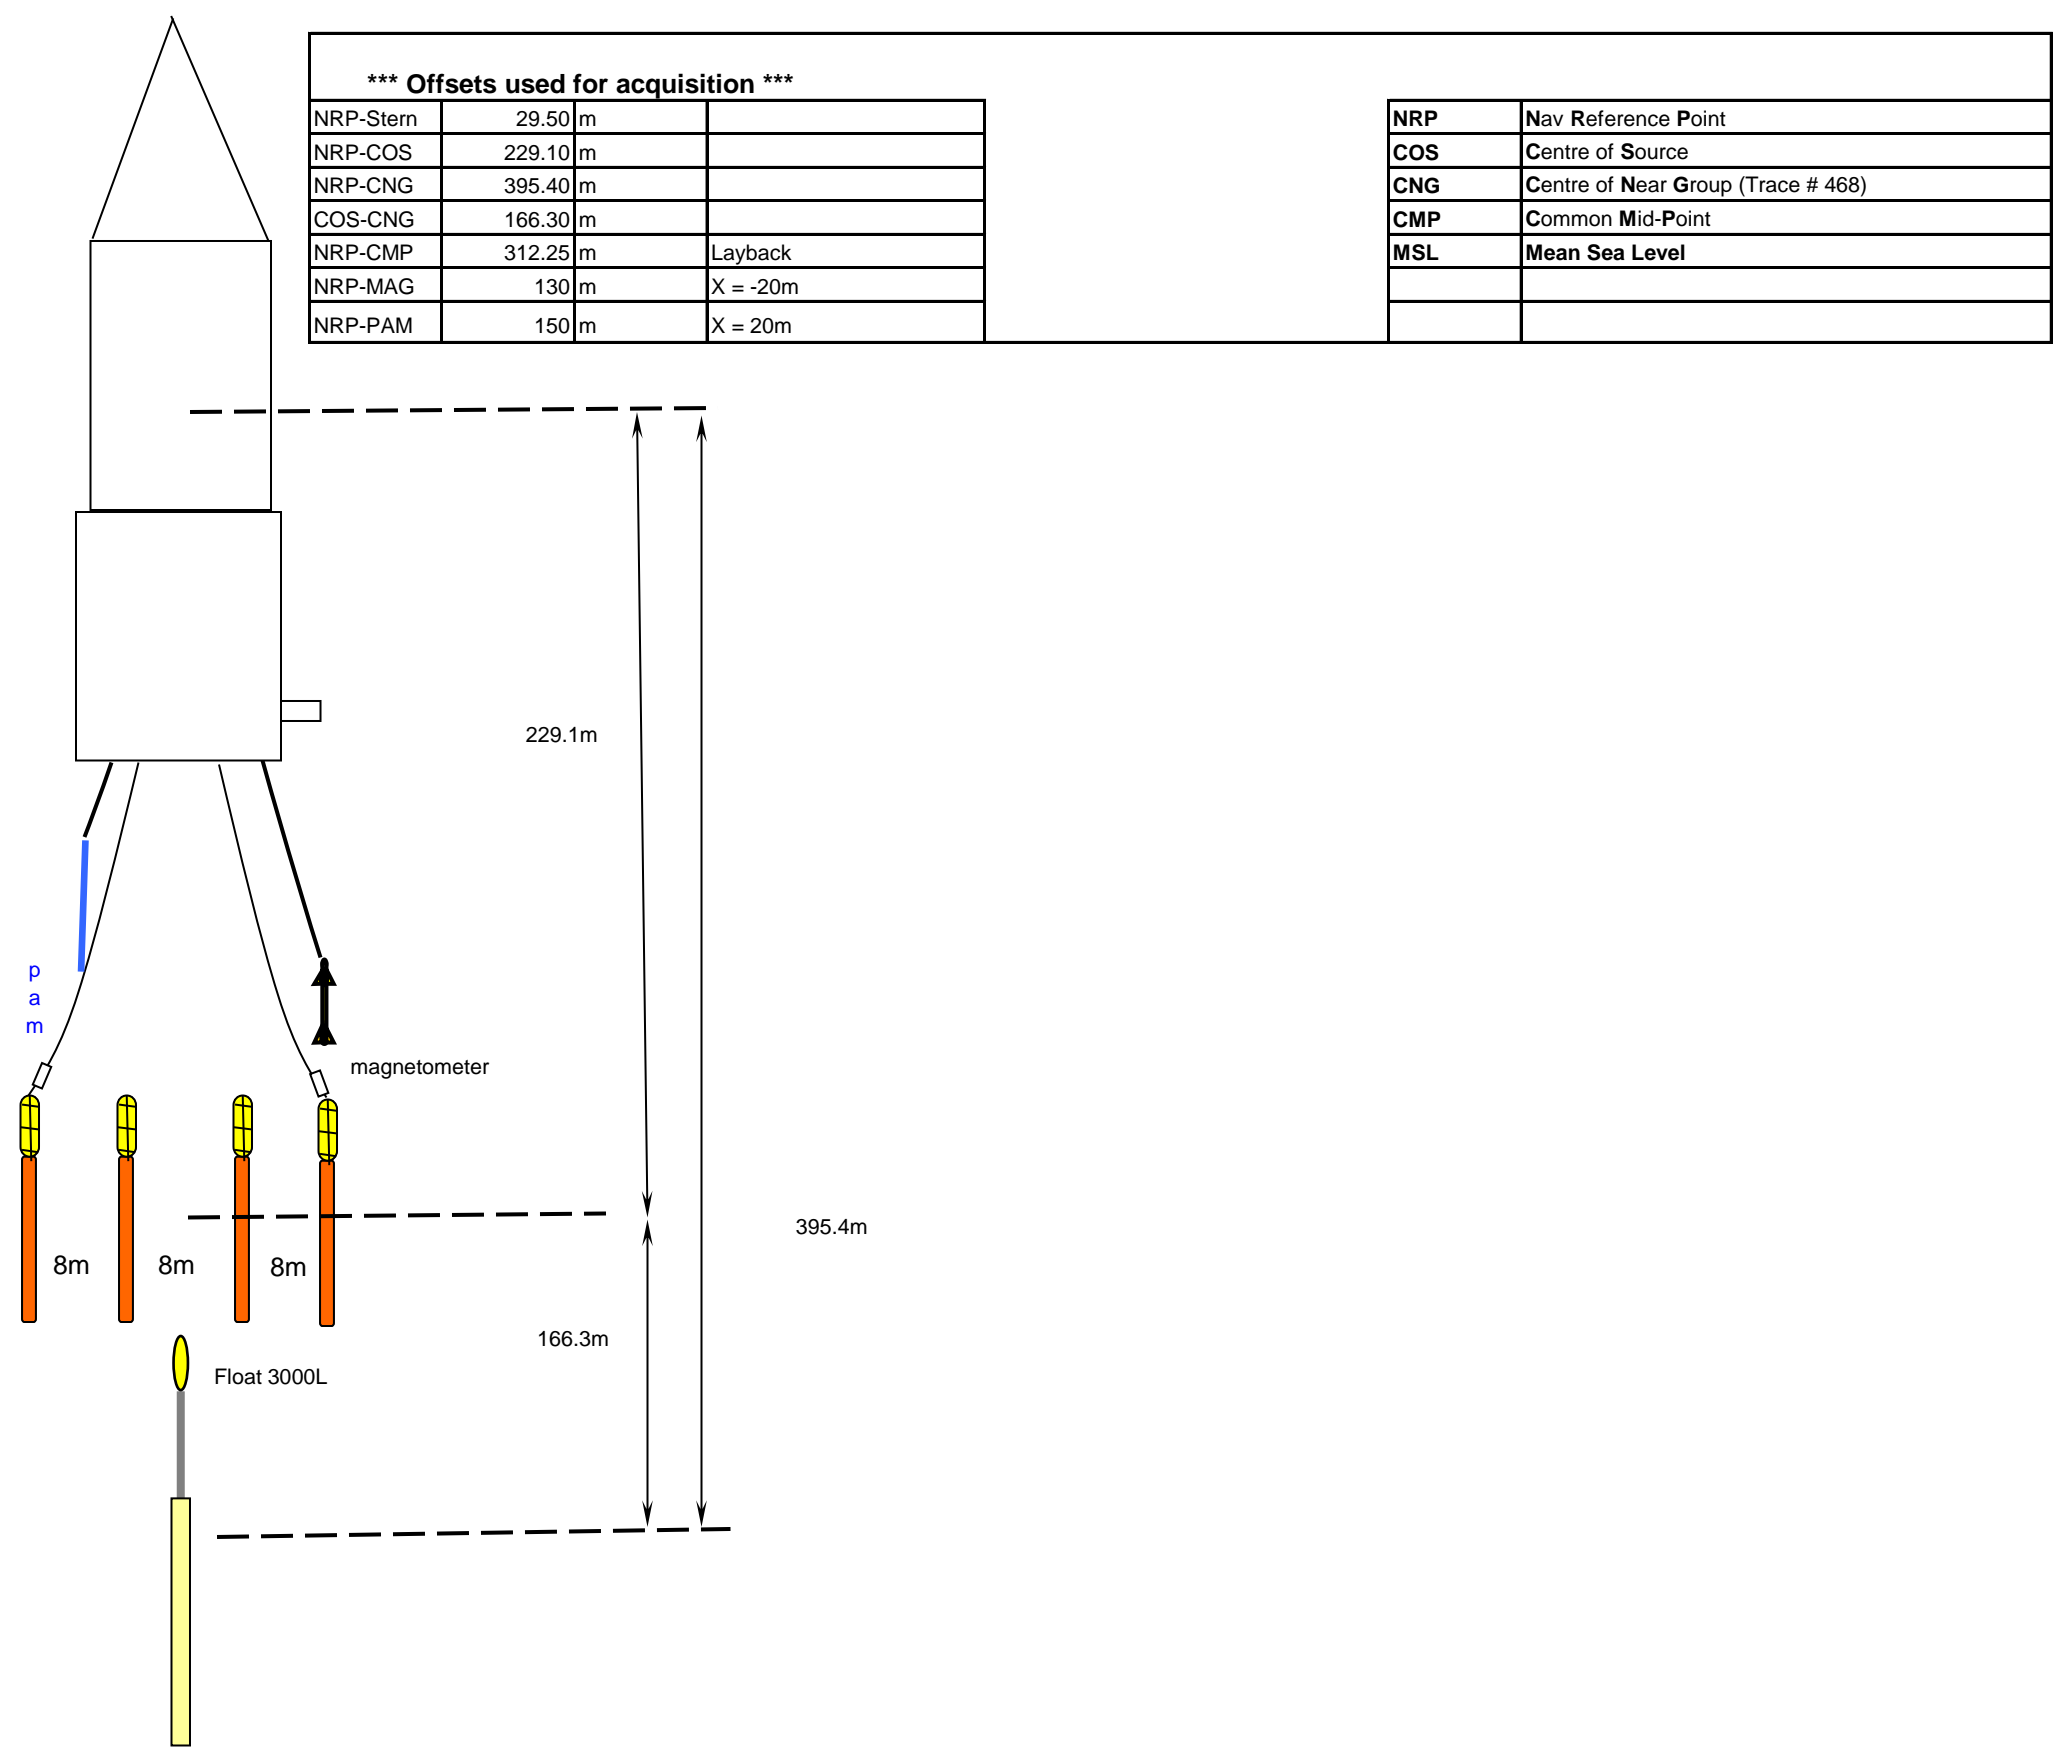 *** Offsets used for acquisition ***
NRP-Stern 29.50 m
NRP-COS 229.10 m
NRP-CNG 395.40 m
COS-CNG 166.30 m
NRP-CMP 312.25 m Layback
NRP-MAG 130 m X = -20m
NRP-PAM 150 m X = 20m
NRP Nav Reference Point
COS Centre of Source
CNG Centre of Near Group (Trace # 468)
CMP Common Mid-Point
MSL Mean Sea Level
229.1m
p
a
m
magnetometer
395.4m
8m 8m 8m
166.3m
Float 3000L